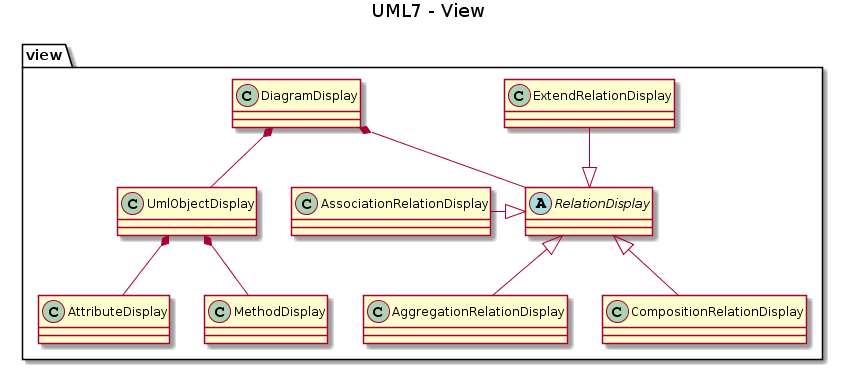 UML7 - View
view
C DiagramDisplay
C ExtendRelationDisplay
C UmlObjectDisplay
C AssociationRelationDisplay
A RelationDisplay
C AttributeDisplay
C MethodDisplay
C AggregationRelationDisplay
C CompositionRelationDisplay